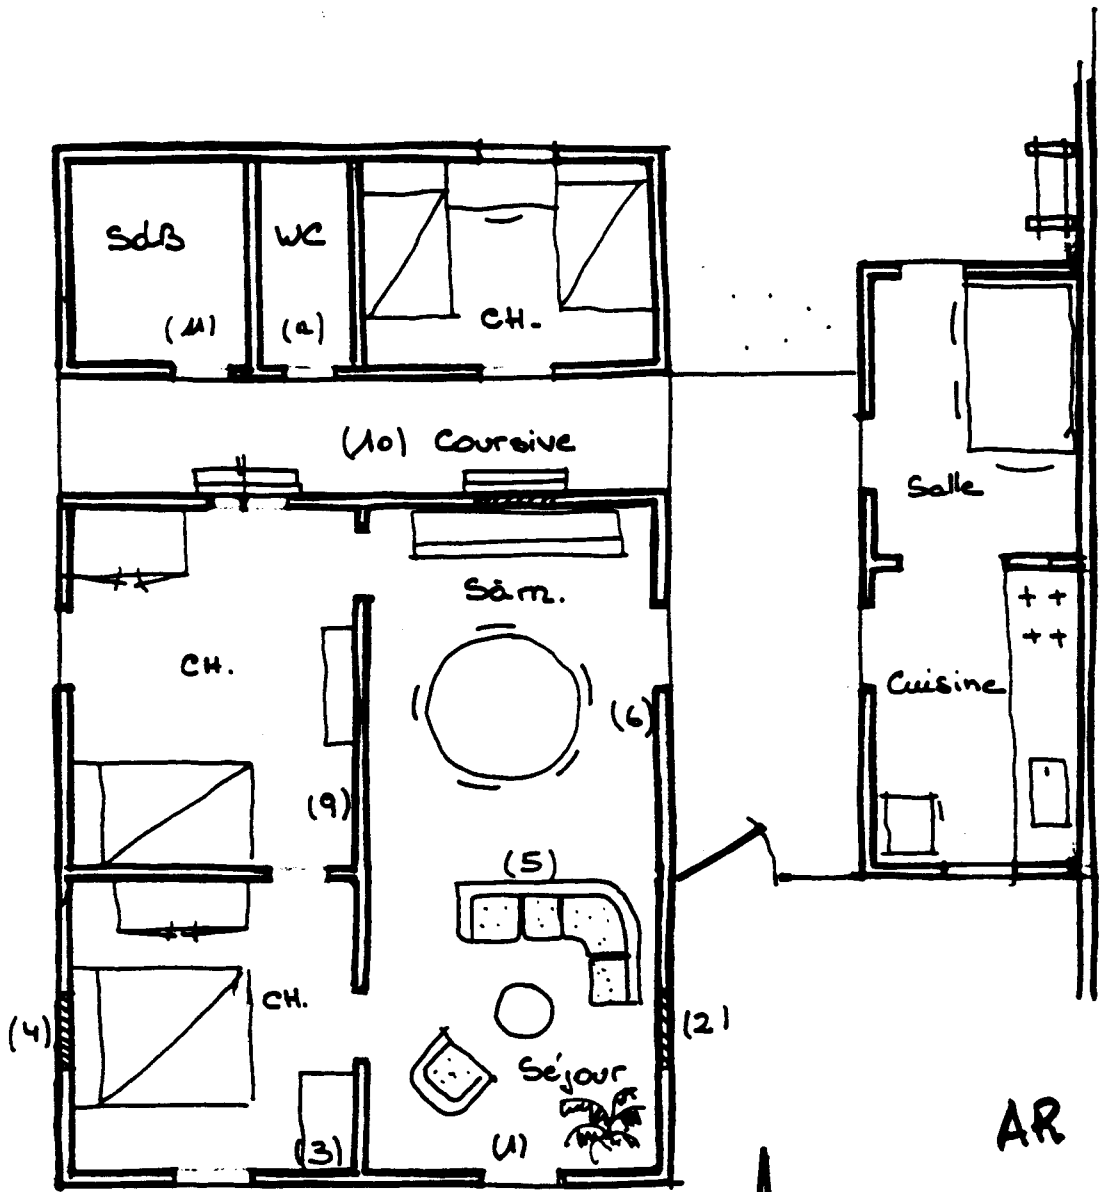 SdB
WC
(11)
(a)
CH.
(10) Coursive
Salle
Sàm.
CH.
Cuisine
(6)
(9)
(5)
CH.
(4)
(2)
Séjour
(3)
(1)
AR